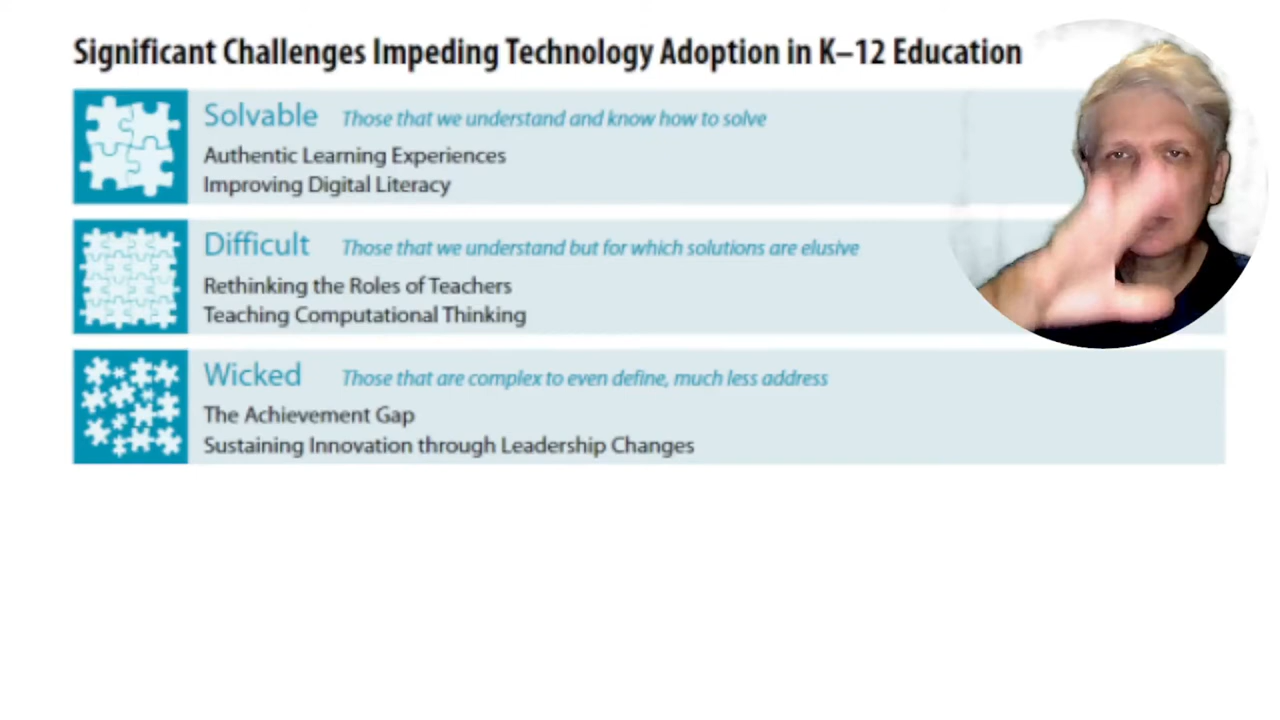 Significant Challenges Impeding Technology Adoption in K–12 Education
Solvable Those that we understand and know how to solve
Authentic Learning Experiences
Improving Digital Literacy
Difficult Those that we understand but for which solutions are elusive
Rethinking the Roles of Teachers
Teaching Computational Thinking
Wicked Those that are complex to even define, much less address
The Achievement Gap
Sustaining Innovation through Leadership Changes